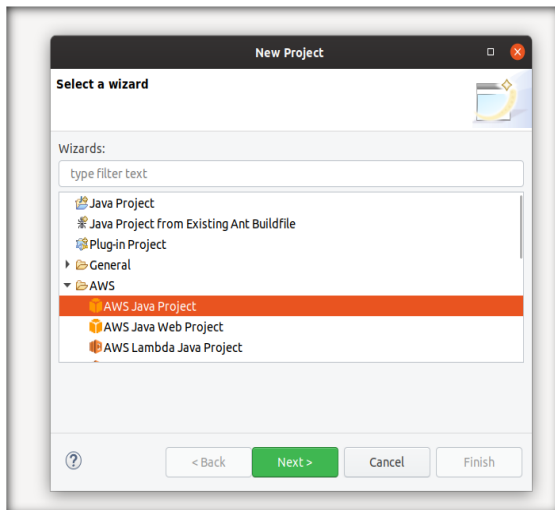 New Project
Select a wizard
Wizards:
type filter text
Java Project
Java Project from Existing Ant Buildfile
Plug-in Project
General
AWS
AWS Java Project
AWS Java Web Project
AWS Lambda Java Project
?
< Back
Next >
Cancel
Finish